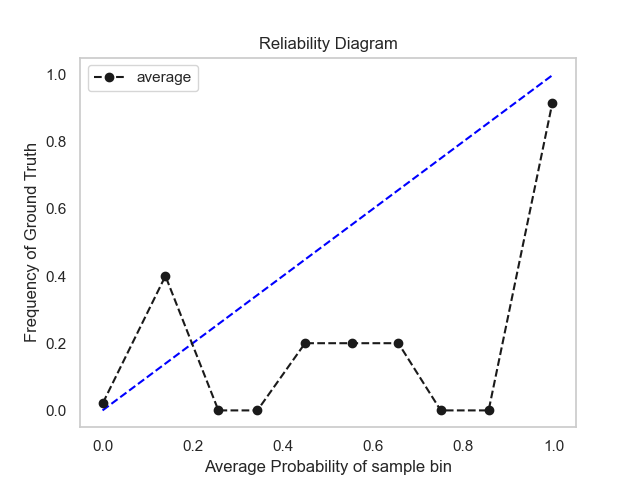 Reliability Diagram
average
1.0
0.8
0.6
0.4
0.2
0.0
Frequency of Ground Truth
0.0 0.2 0.4 0.6 0.8 1.0
Average Probability of sample bin